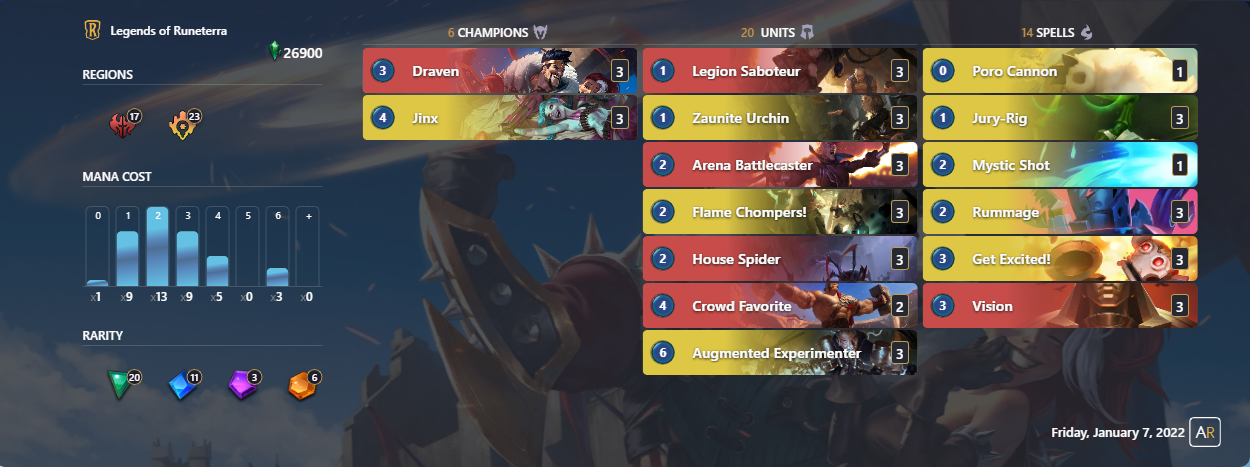 Legends of Runeterra
26900
REGIONS
17
23
MANA COST
0 1 2 3 4 5 6 +
x1 x9 x13 x9 x5 x0 x3 x0
RARITY
20
11
3
6
6 CHAMPIONS
3 Draven 3
4 Jinx 3
20 UNITS
1 Legion Saboteur 3
1 Zaunite Urchin 3
2 Arena Battlecaster 3
2 Flame Chompers! 3
2 House Spider 3
4 Crowd Favorite 2
6 Augmented Experimenter 3
14 SPELLS
0 Poro Cannon 1
1 Jury-Rig 3
2 Mystic Shot 1
2 Rummage 3
3 Get Excited! 3
3 Vision 3
Friday, January 7, 2022 AR